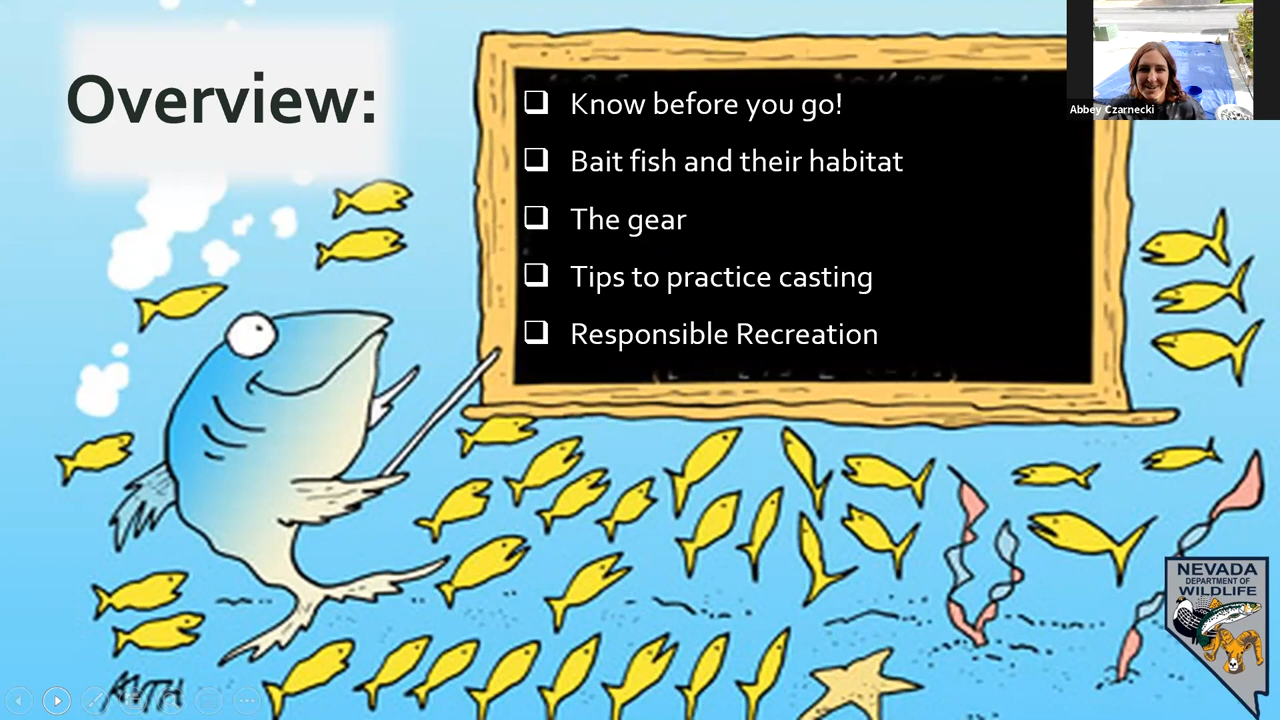 Overview:
Know before you go!
Bait fish and their habitat
The gear
Tips to practice casting
Responsible Recreation
Abbey Czarnecki
NEVADA
DEPARTMENT OF
WILDLIFE